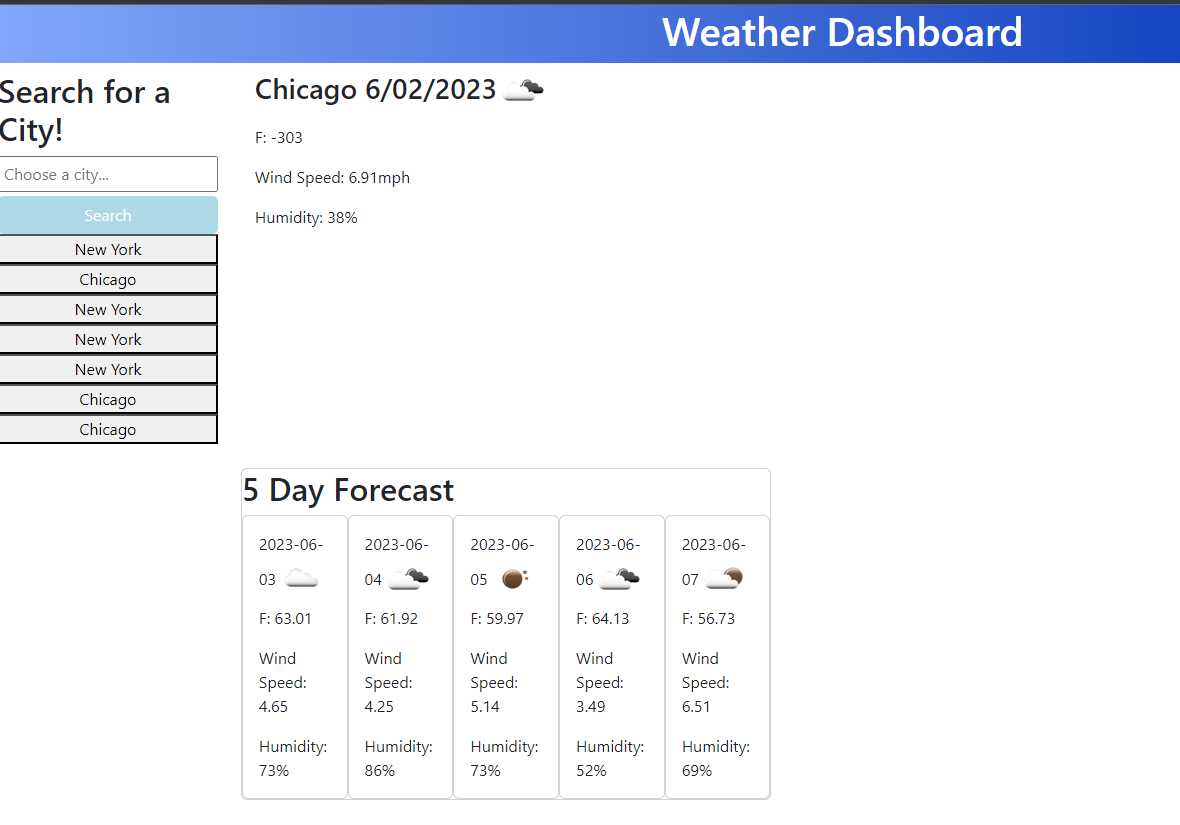 Weather Dashboard
Search for a
City!
Choose a city...
Search
New York
Chicago
New York
New York
New York
Chicago
Chicago
Chicago 6/02/2023
F: -303
Wind Speed: 6.91mph
Humidity: 38%
5 Day Forecast
2023-06-
03
F: 63.01
Wind
Speed:
4.65
Humidity:
73%
2023-06-
04
F: 61.92
Wind
Speed:
4.25
Humidity:
86%
2023-06-
05
F: 59.97
Wind
Speed:
5.14
Humidity:
73%
2023-06-
06
F: 64.13
Wind
Speed:
3.49
Humidity:
52%
2023-06-
07
F: 56.73
Wind
Speed:
6.51
Humidity:
69%